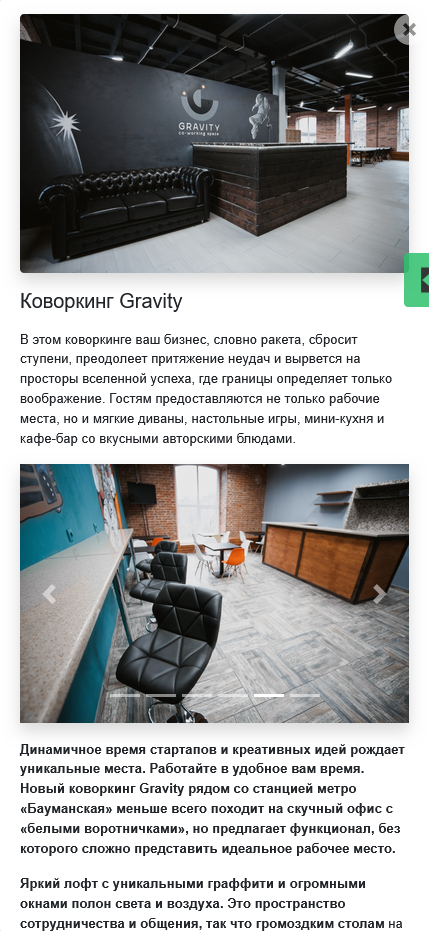 GRAVITY
co-working space
Коворкинг Gravity
В этом коворкинге ваш бизнес, словно ракета, сбросит
ступени, преодолеет притяжение неудач и вырвется на
просторы вселенной успеха, где границы определяет только
воображение. Гостям предоставляются не только рабочие
места, но и мягкие диваны, настольные игры, мини-кухня и
кафе-бар со вкусными авторскими блюдами.
Динамичное время стартапов и креативных идей рождает
уникальные места. Работайте в удобное вам время.
Новый коворкинг Gravity рядом со станцией метро
«Бауманская» меньше всего походит на скучный офис с
«белыми воротничками», но предлагает функционал, без
которого сложно представить идеальное рабочее место.
Яркий лофт с уникальными граффити и огромными
окнами полон света и воздуха. Это пространство
сотрудничества и общения, так что громоздким столам на